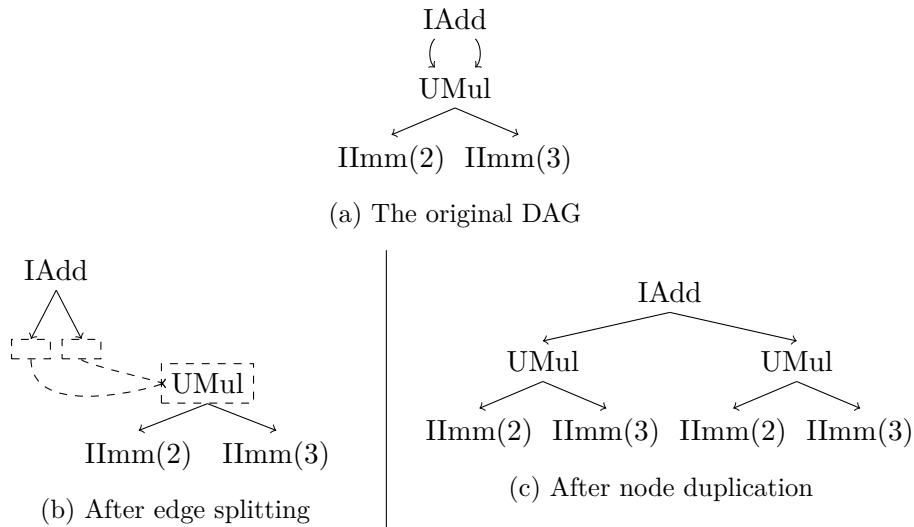 IAdd
UMul
IImm(2) IImm(3)
(a) The original DAG
IAdd
UMul
IImm(2) IImm(3)
(b) After edge splitting
IAdd
UMul UMul
IImm(2) IImm(3) IImm(2) IImm(3)
(c) After node duplication